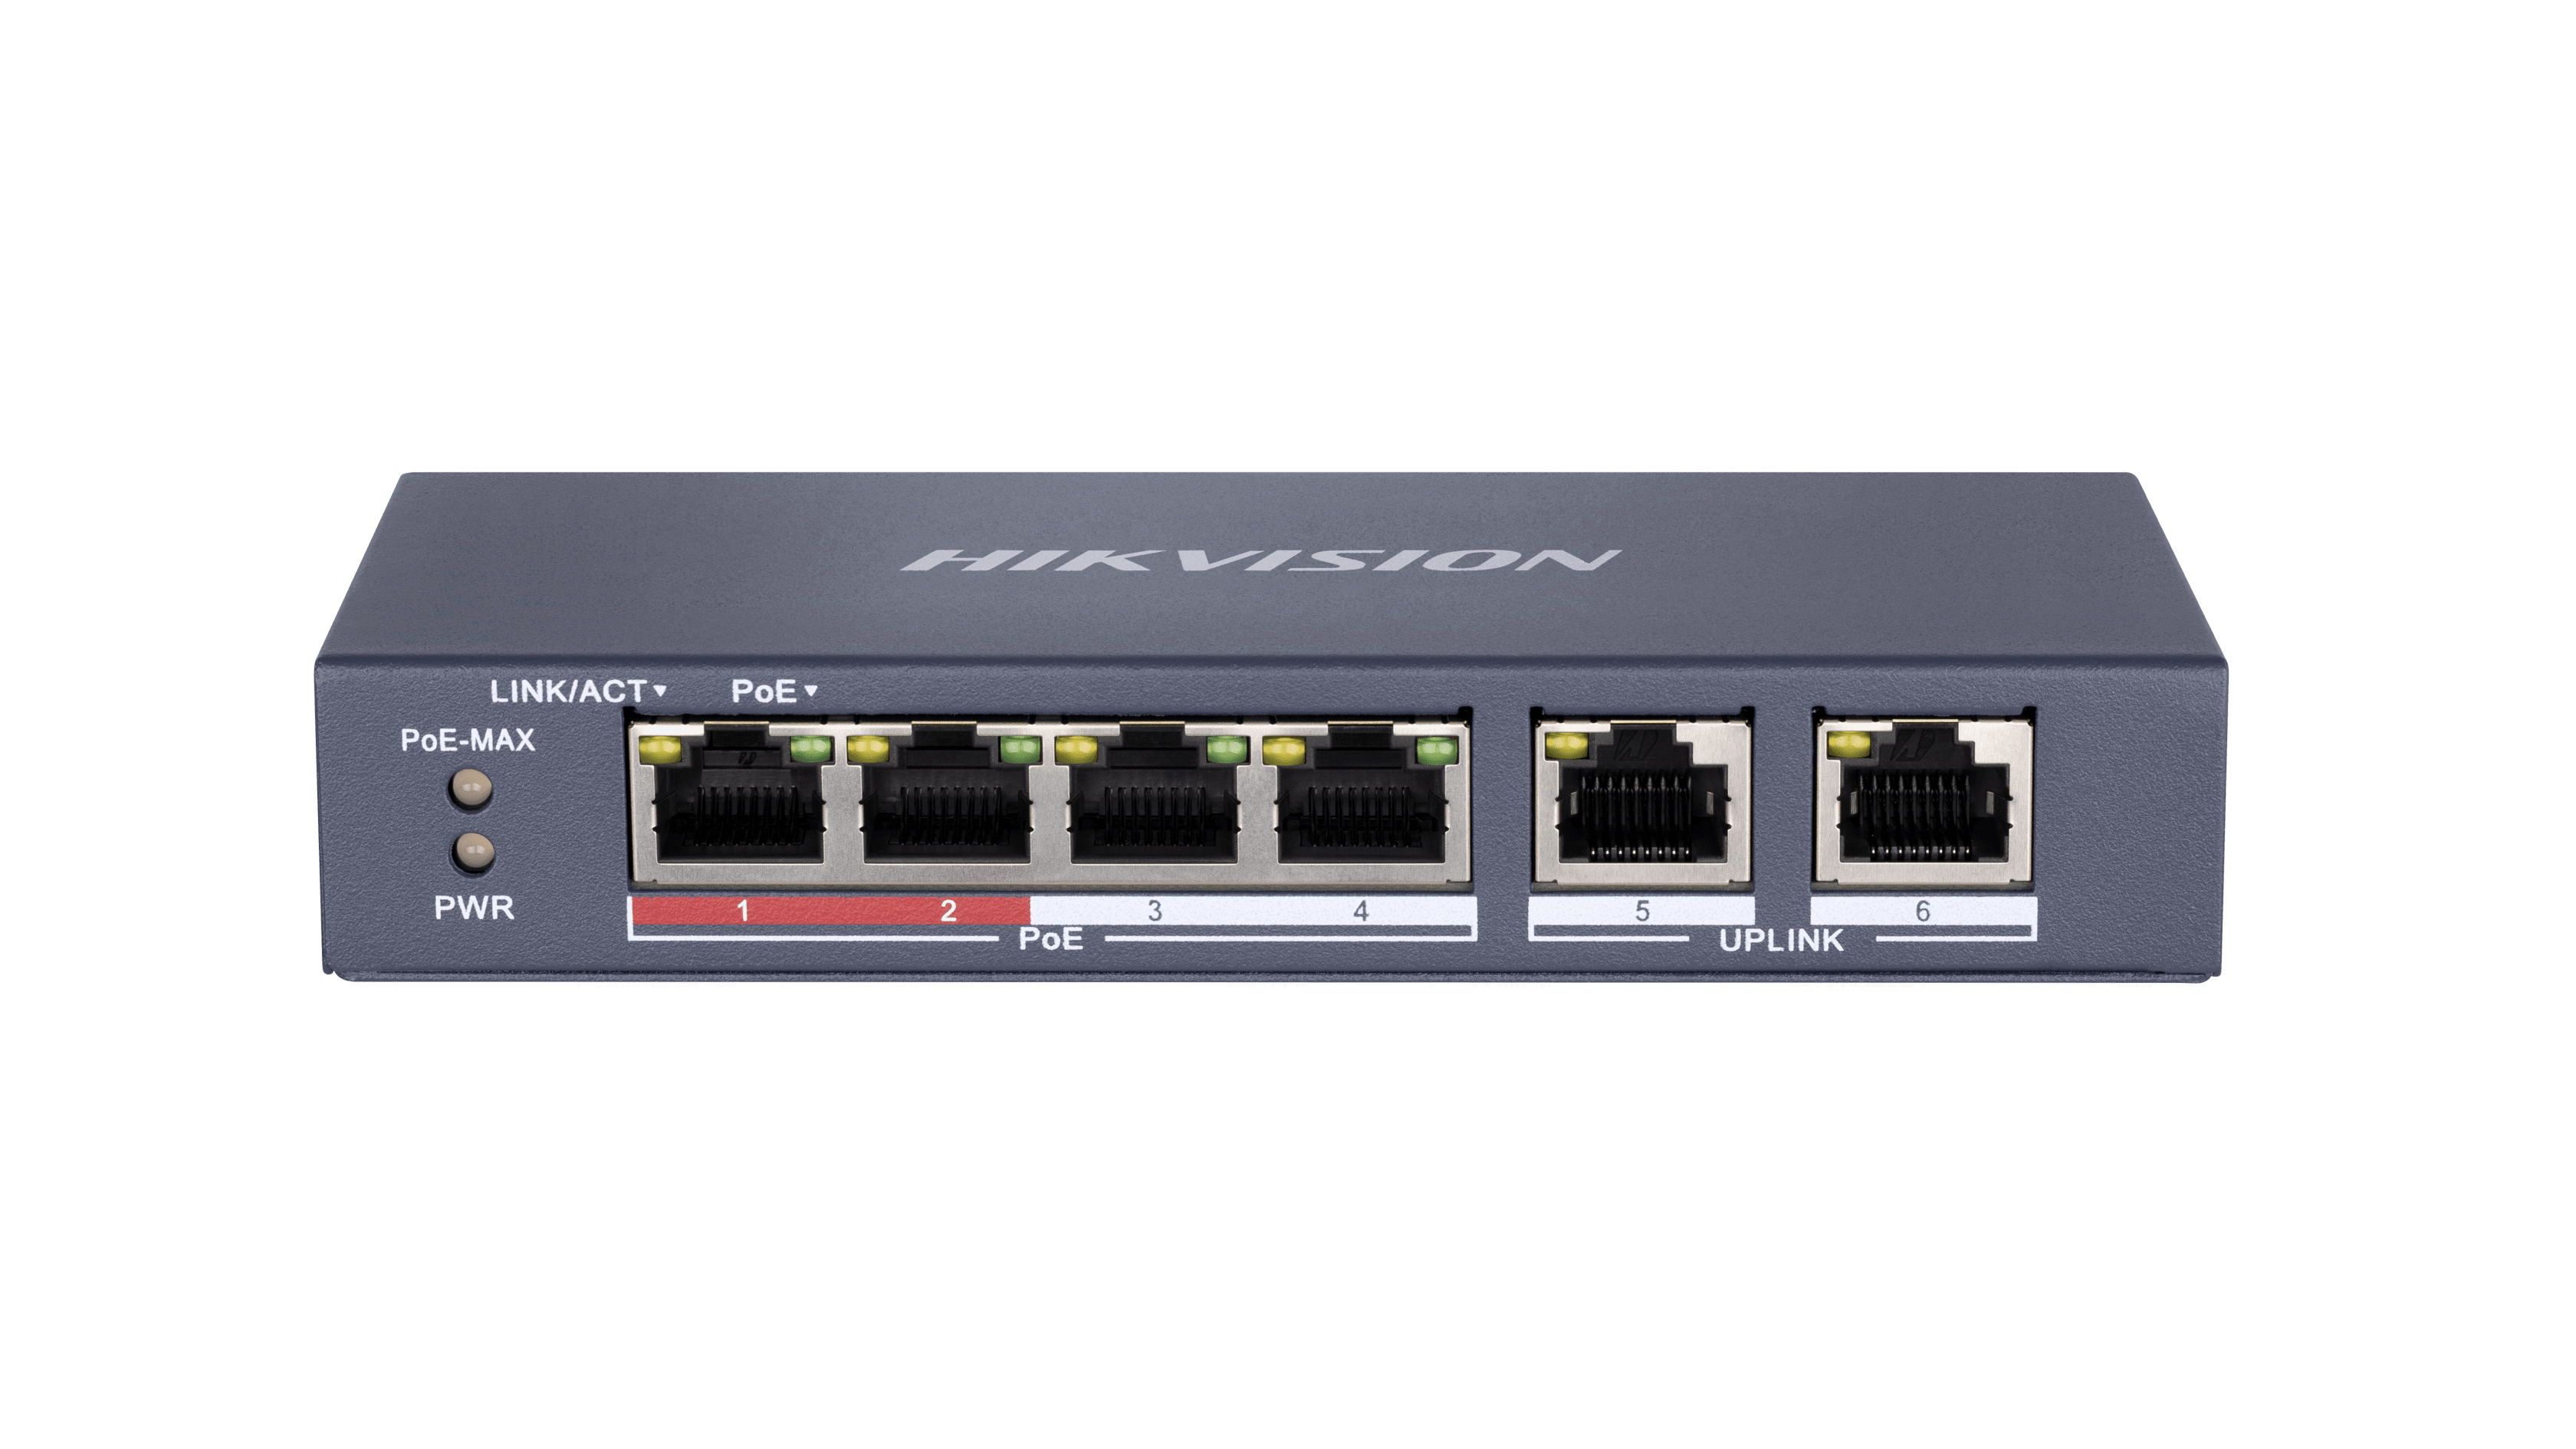 HIKVISION
LINK/ACT▼ PoE▼
PoE-MAX
PWR
1 2 3 4 5 6
PoE UPLINK